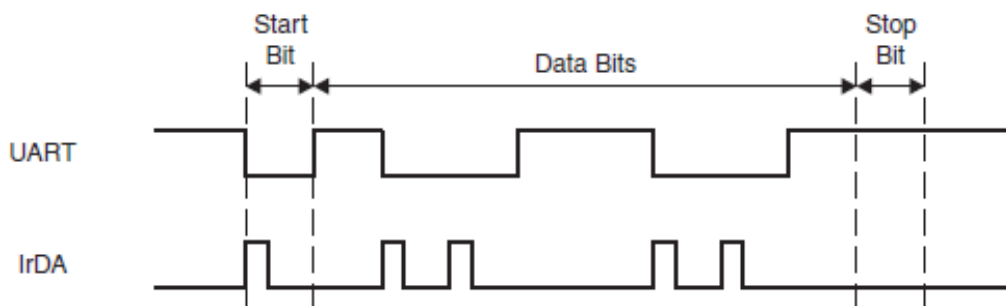 Start
Bit
Data Bits
Stop
Bit
UART
IrDA